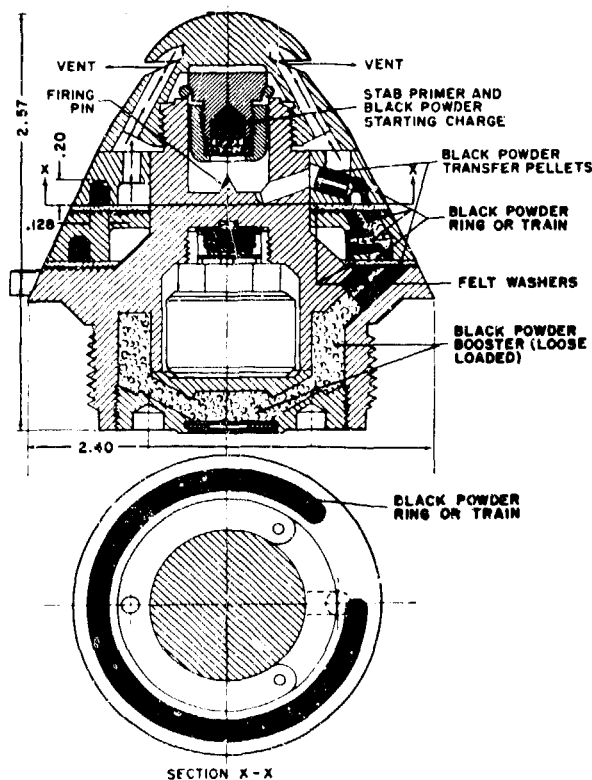 VENT
VENT
FIRING
PIN
STAB PRIMER AND
BLACK POWDER
STARTING CHARGE
2.57
.20
X
X
BLACK POWDER
TRANSFER PELLETS
.128
BLACK POWDER
RING OR TRAIN
FELT WASHERS
BLACK POWDER
BOOSTER (LOOSE
LOADED)
2.40
BLACK POWDER
RING OR TRAIN
SECTION X-X